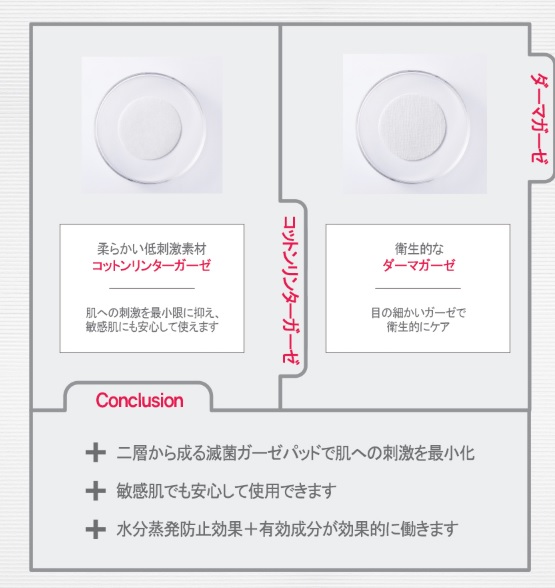 柔らかい低刺激素材
コットンリンターガーゼ
肌への刺激を最小限に抑え、
敏感肌にも安心して使えます
コットンリンターガーゼ
衛生的な
ダーマガーゼ
目の細かいガーゼで
衛生的にケア
ダーマガーゼ
Conclusion
+ 二層から成る滅菌ガーゼパッドで肌への刺激を最小化
+ 敏感肌でも安心して使用できます
+ 水分蒸発防止効果+有効成分が効果的に働きます